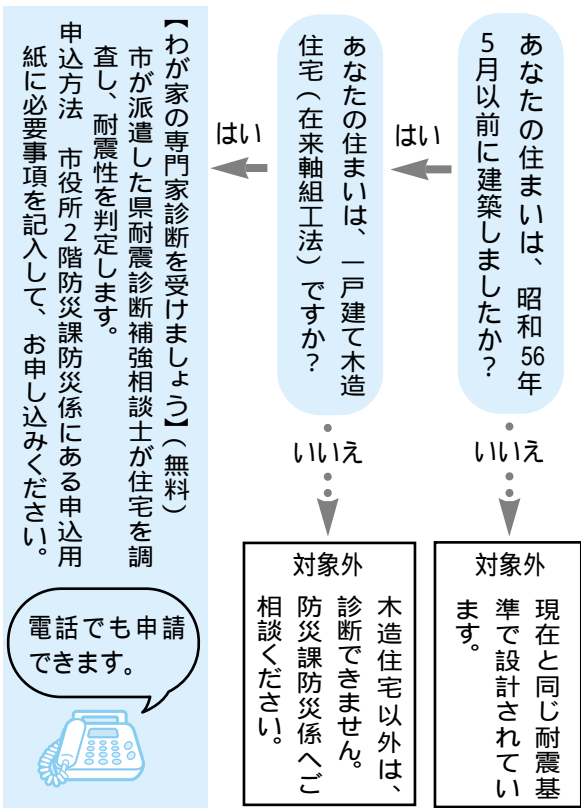 あなたの住まいは、昭和56年
5月以前に建築しましたか?
いいえ
対象外
現在と同じ耐震基
準で設計されてい
ます。
はい
あなたの住まいは、一戸建て木造
住宅(在来軸組工法)ですか?
いいえ
対象外
木造住宅以外は、
診断できません。
防災課防災係へご
相談ください。
はい
【わが家の専門家診断を受けましょう】(無料)
市が派遣した県耐震診断補強相談士が住宅を調
査し、耐震性を判定します。
申込方法 市役所2階防災課防災係にある申込用
紙に必要事項を記入して、お申し込みください。
電話でも申請
できます。